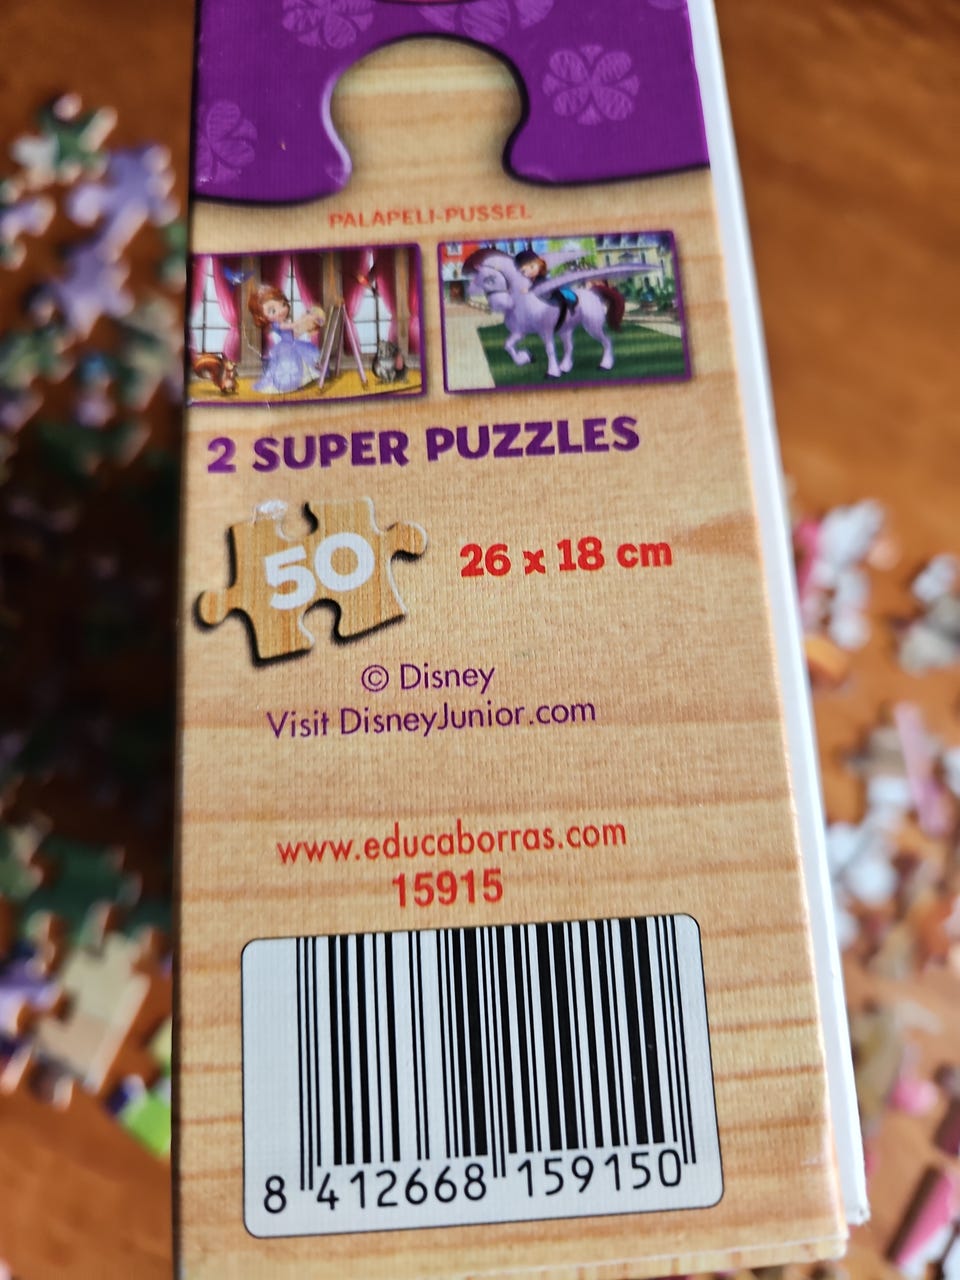 PALAPELI-PUSSEL
2 SUPER PUZZLES
50
26 x 18 cm
© Disney
Visit DisneyJunior.com
www.educaborras.com
15915
8 412668 159150